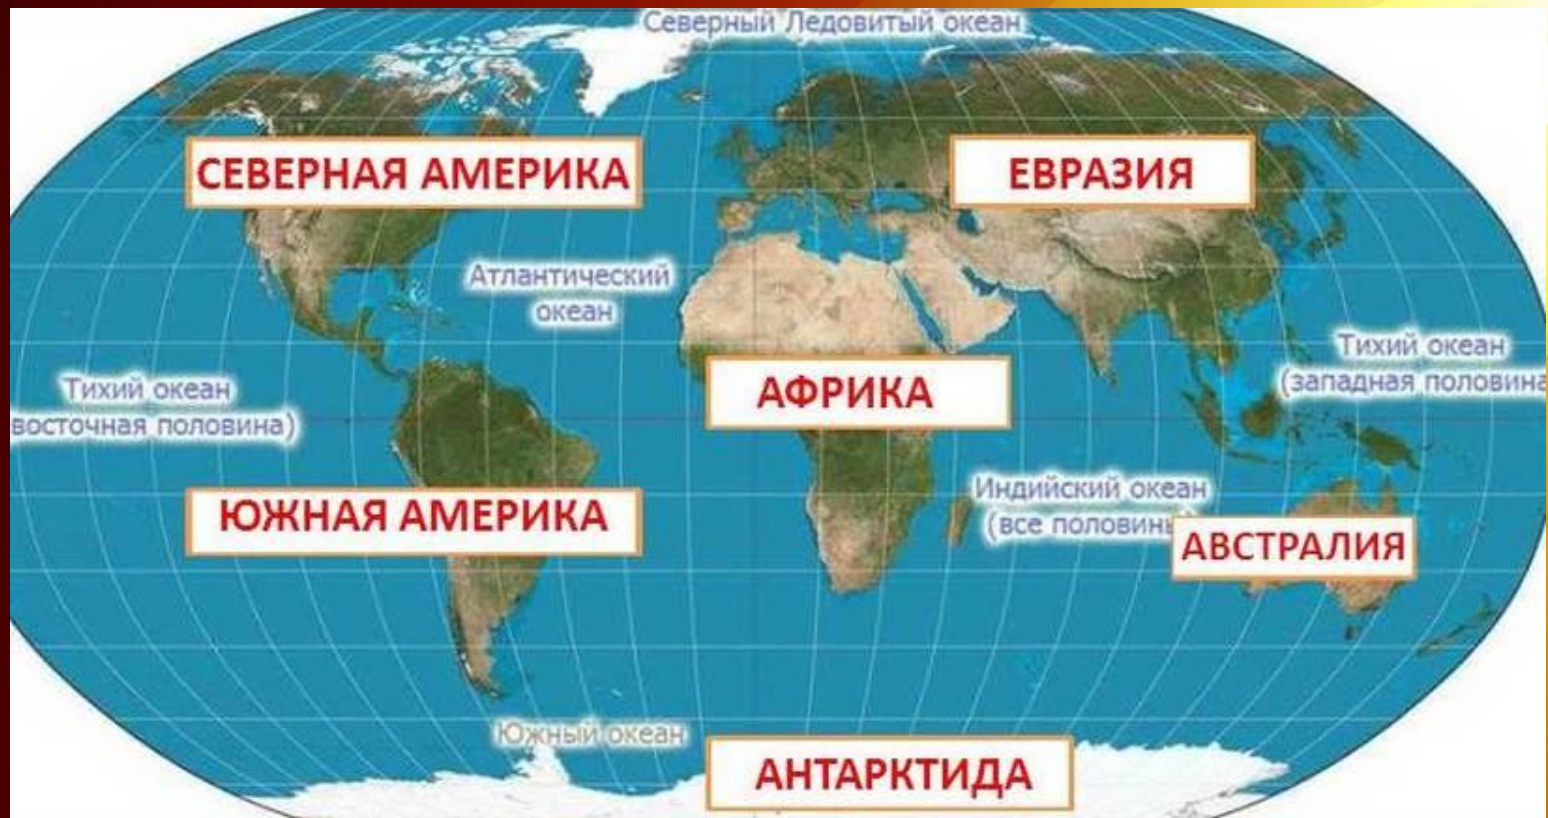 Северный Ледовитый океан
СЕВЕРНАЯ АМЕРИКА
ЕВРАЗИЯ
Атлантический
океан
Тихий океан
(западная половина
АФРИКА
Тихий океан
восточная половина)
Индийский океан
(все половины
ЮЖНАЯ АМЕРИКА
АВСТРАЛИЯ
Южный океан
АНТАРКТИДА